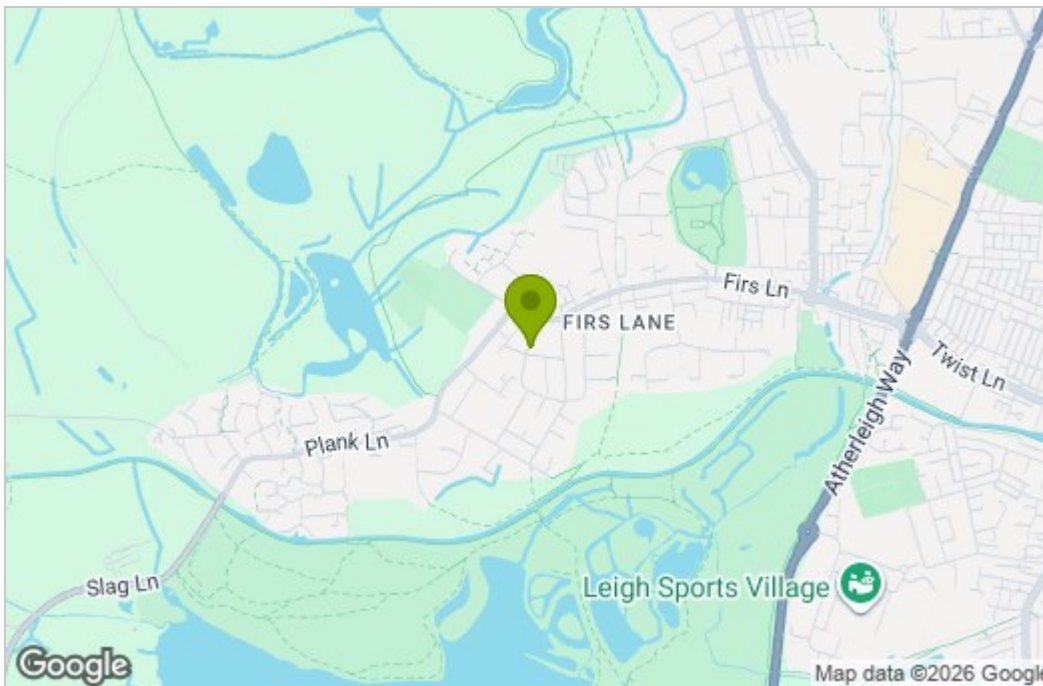 Firs Ln
FIRS LANE
Twist Ln
Plank Ln
Atherleigh Way
Slag Ln
Leigh Sports Village
Google
Map data ©2026 Google